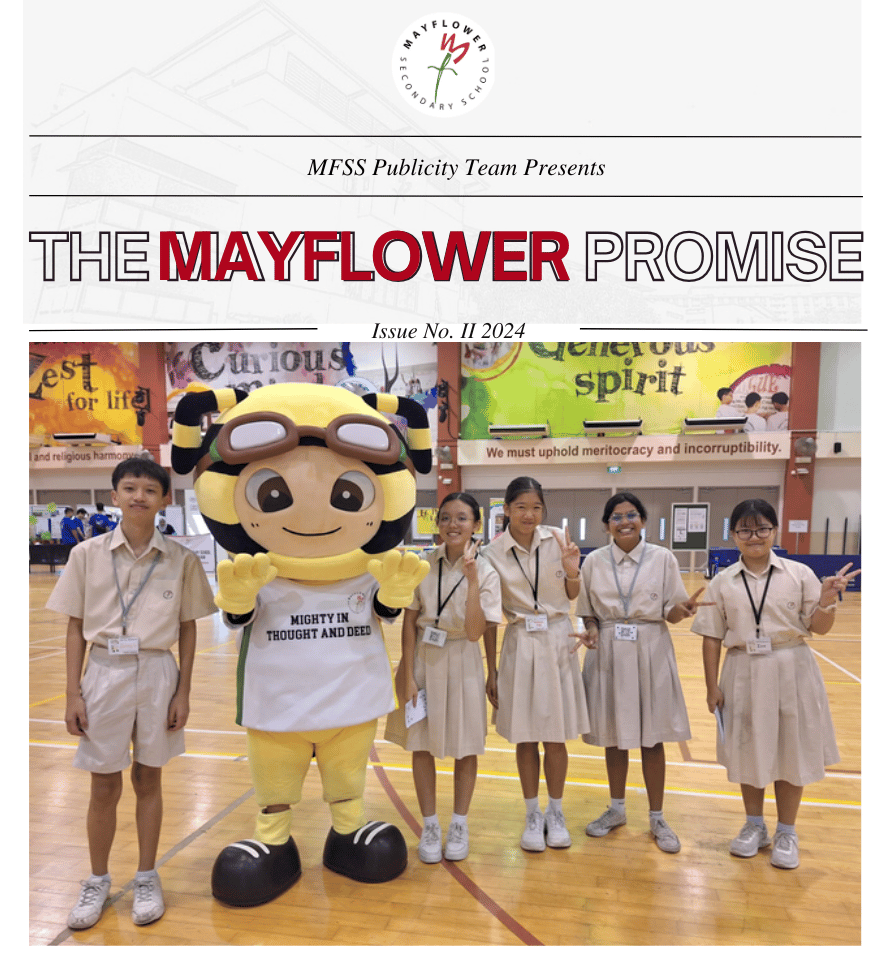 MAYFLOWER
SECONDARY SCHOOL
MFSS Publicity Team Presents
THE MAYFLOWER PROMISE
Issue No. II 2024
Zest
for life
Curious
Generous
spirit
and religious harmony
We must uphold meritocracy and incorruptibility.
MIGHTY IN
THOUGHT AND DEED